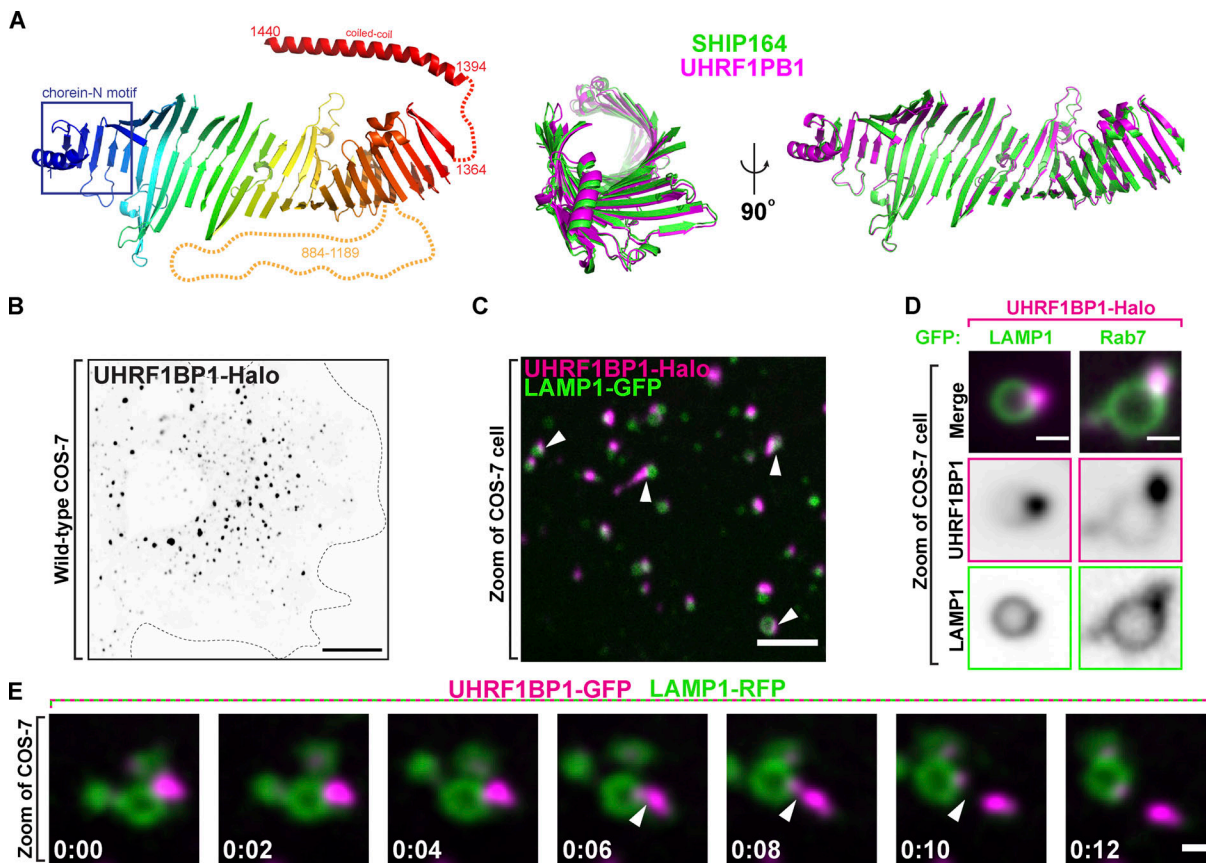 A
1440
coiled-coil
1394
chorein-N motif
1364
884-1189
SHIP164
UHRF1PB1
90°
B
Wild-type COS-7
UHRF1BP1-Halo
C
Zoom of COS-7 cell
UHRF1BP1-Halo
LAMP1-GFP
D
UHRF1BP1-Halo
GFP: LAMP1 Rab7
Zoom of COS-7 cell
Merge
UHRF1BP1
LAMP1
E
UHRF1BP1-GFP LAMP1-RFP
Zoom of COS-7
0:00 0:02 0:04 0:06 0:08 0:10 0:12